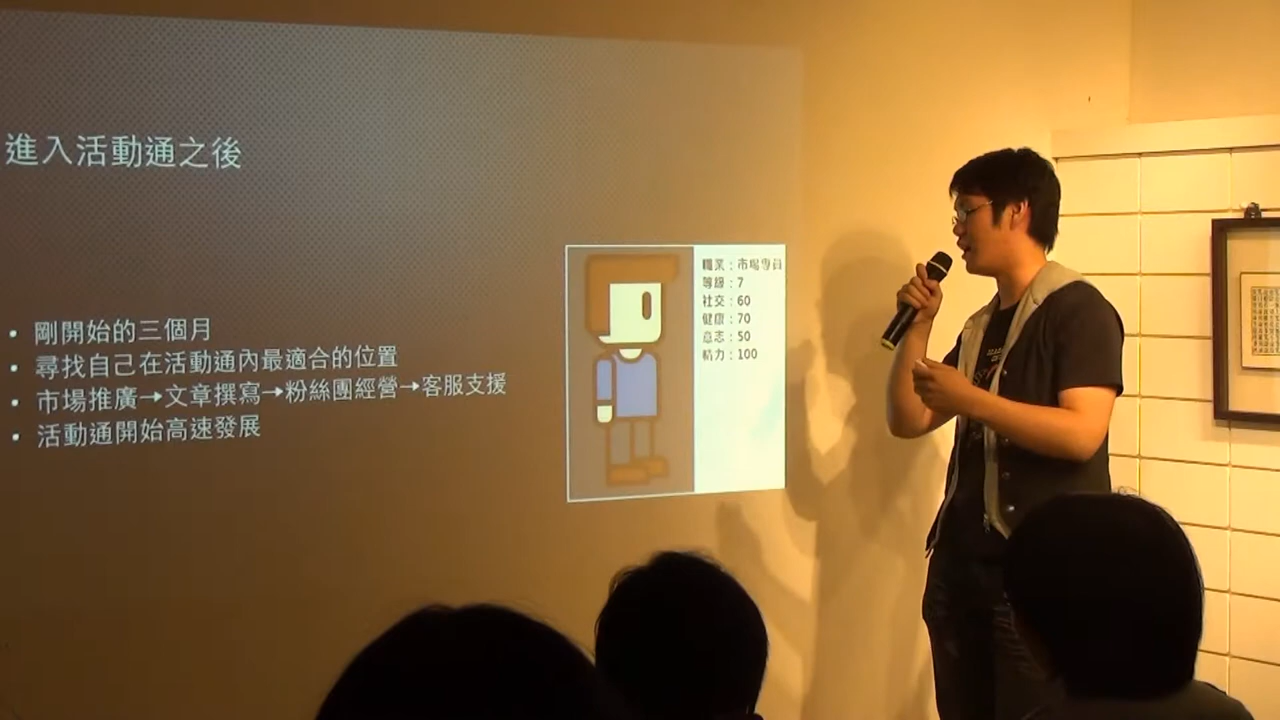 進入活動通之後
• 剛開始的三個月
• 尋找自己在活動通內最適合的位置
• 市場推廣→文章撰寫→粉絲團經營→客服支援
• 活動通開始高速發展
職業：市場專員
等級：7
社交：60
健康：70
意志：50
精力：100